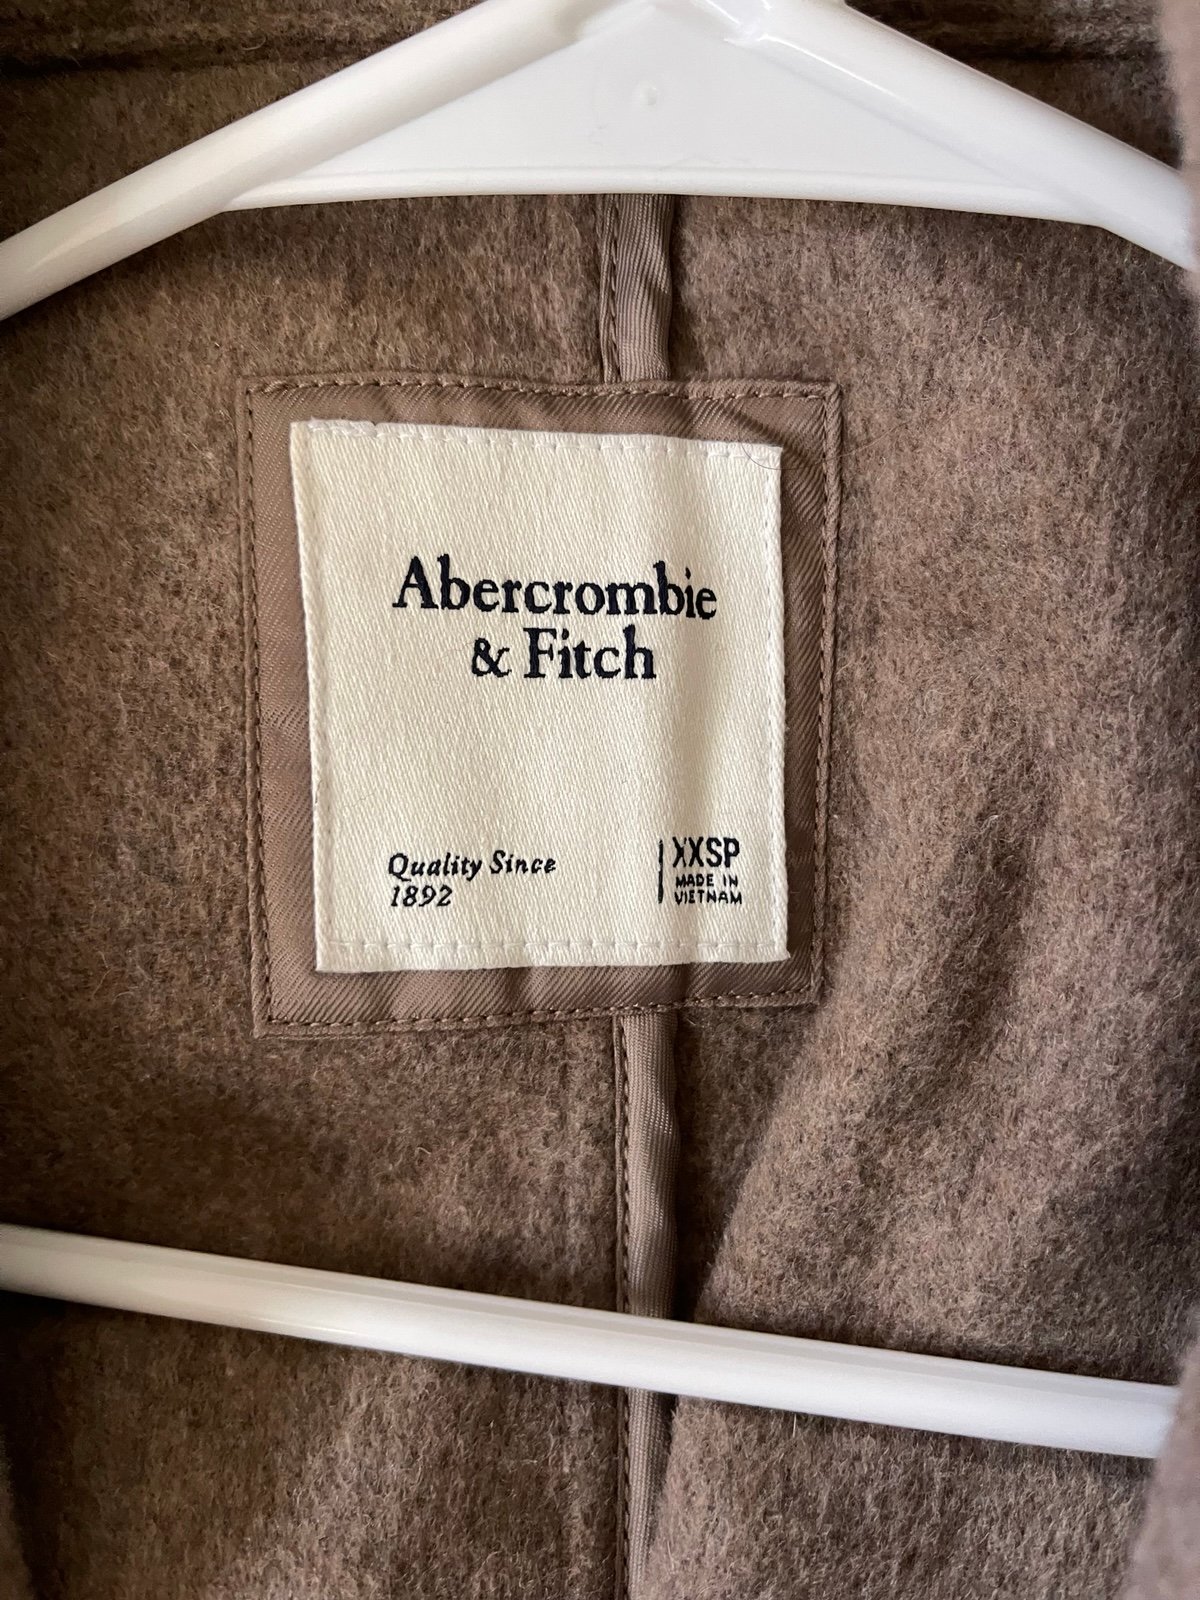 Abercrombie
& Fitch
Quality Since
1892
XXSP
MADE IN
VIETNAM